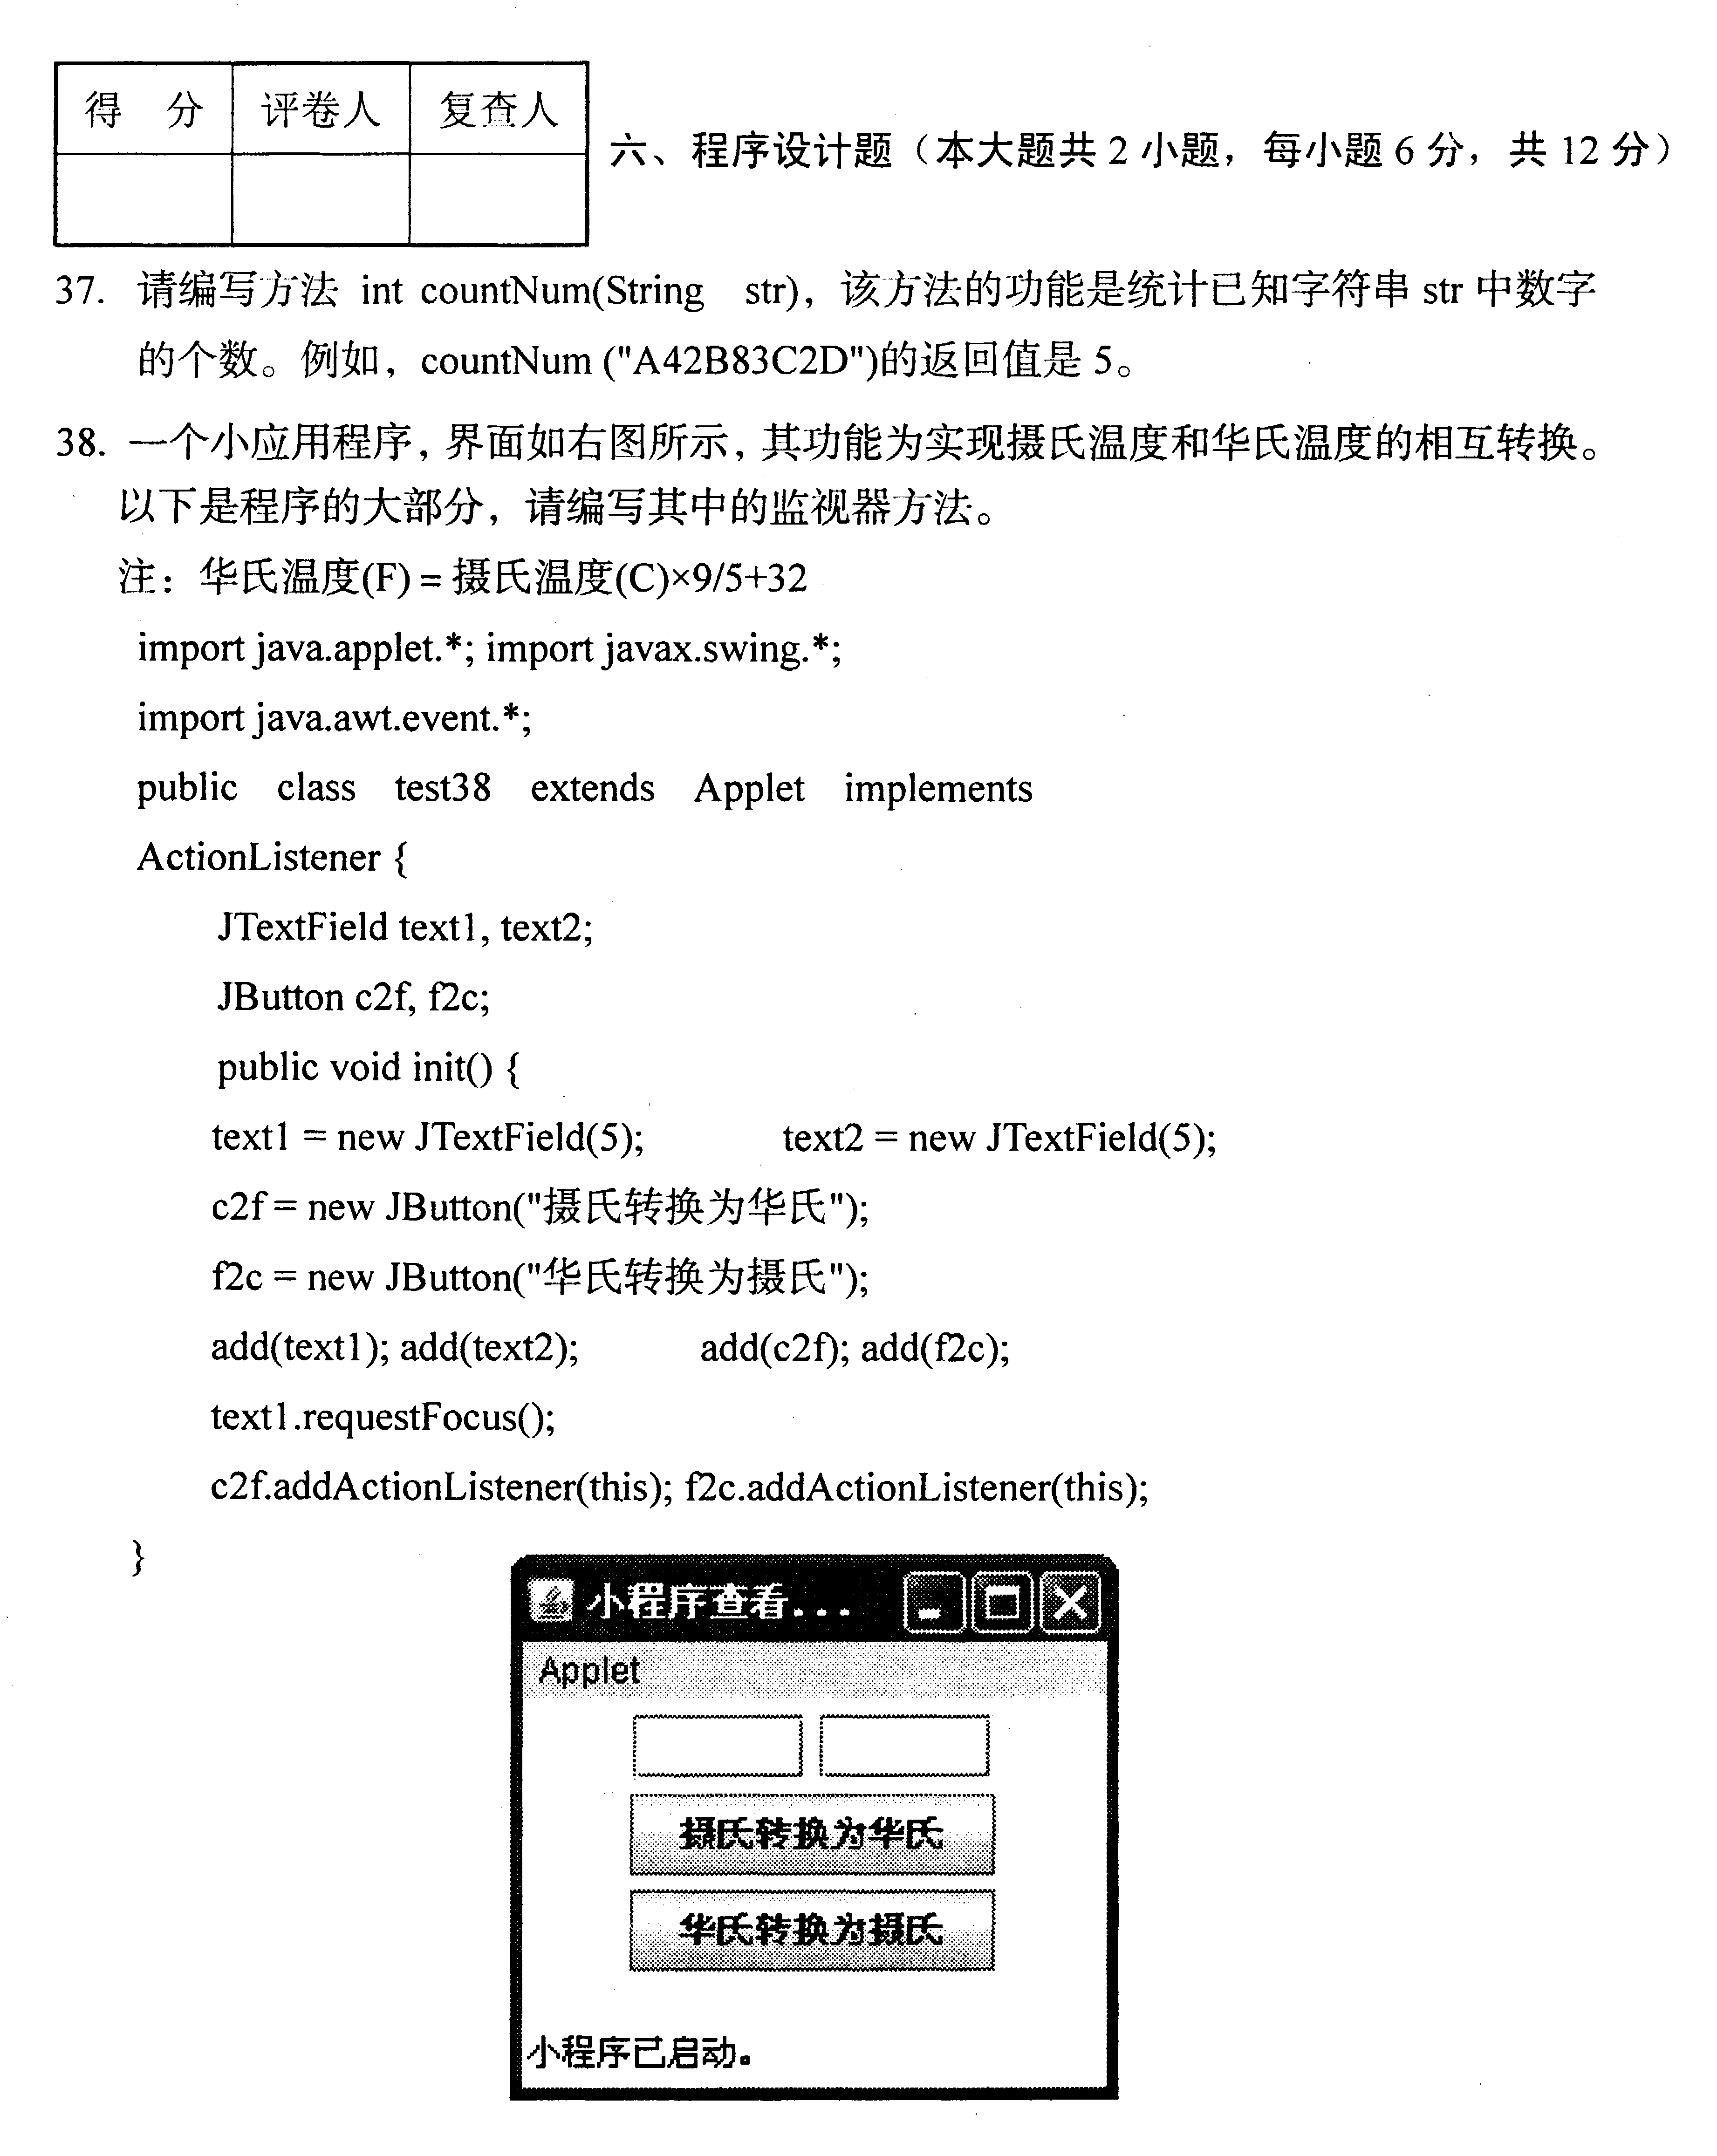 得 分 评卷人 复查人
六、程序设计题（本大题共 2 小题，每小题 6 分，共 12 分）
37. 请编写方法 int countNum(String str)，该方法的功能是统计已知字符串 str 中数字
的个数。例如，countNum ("A42B83C2D")的返回值是 5。
38. 一个小应用程序，界面如右图所示，其功能为实现摄氏温度和华氏温度的相互转换。
以下是程序的大部分，请编写其中的监视器方法。
注：华氏温度(F) = 摄氏温度(C)×9/5+32
import java.applet.*; import javax.swing.*;
import java.awt.event.*;
public class test38 extends Applet implements
ActionListener {
JTextField text1, text2;
JButton c2f, f2c;
public void init() {
text1 = new JTextField(5); text2 = new JTextField(5);
c2f = new JButton("摄氏转换为华氏");
f2c = new JButton("华氏转换为摄氏");
add(text1); add(text2); add(c2f); add(f2c);
text1.requestFocus();
c2f.addActionListener(this); f2c.addActionListener(this);
}
小程序查看...
Applet
摄氏转换为华氏
华氏转换为摄氏
小程序已启动。